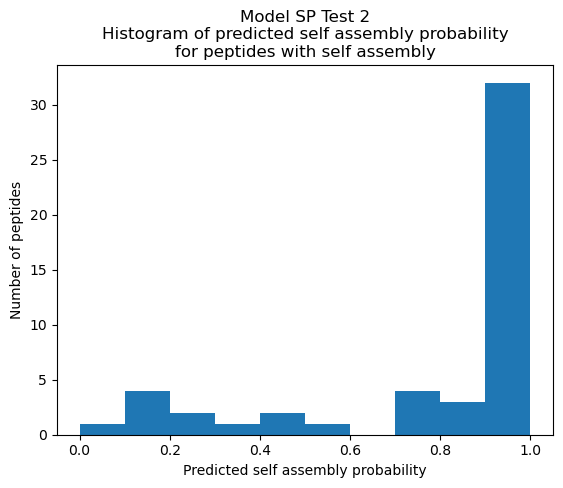 Model SP Test 2
Histogram of predicted self assembly probability
for peptides with self assembly
30
25
20
15
10
5
0
Number of peptides
0.0 0.2 0.4 0.6 0.8 1.0
Predicted self assembly probability